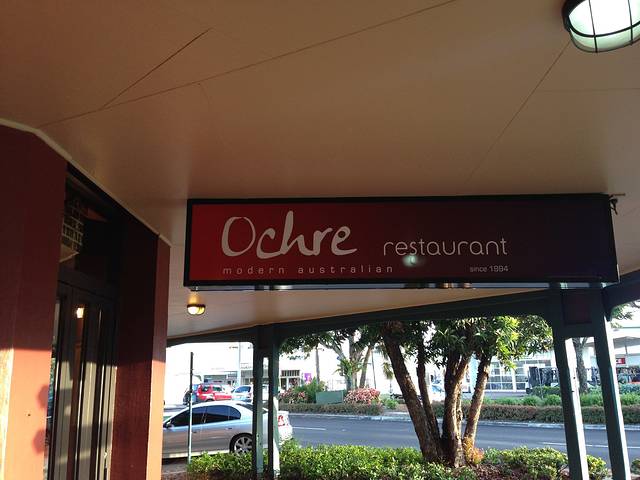 Ochre restaurant
modern australian since 1994